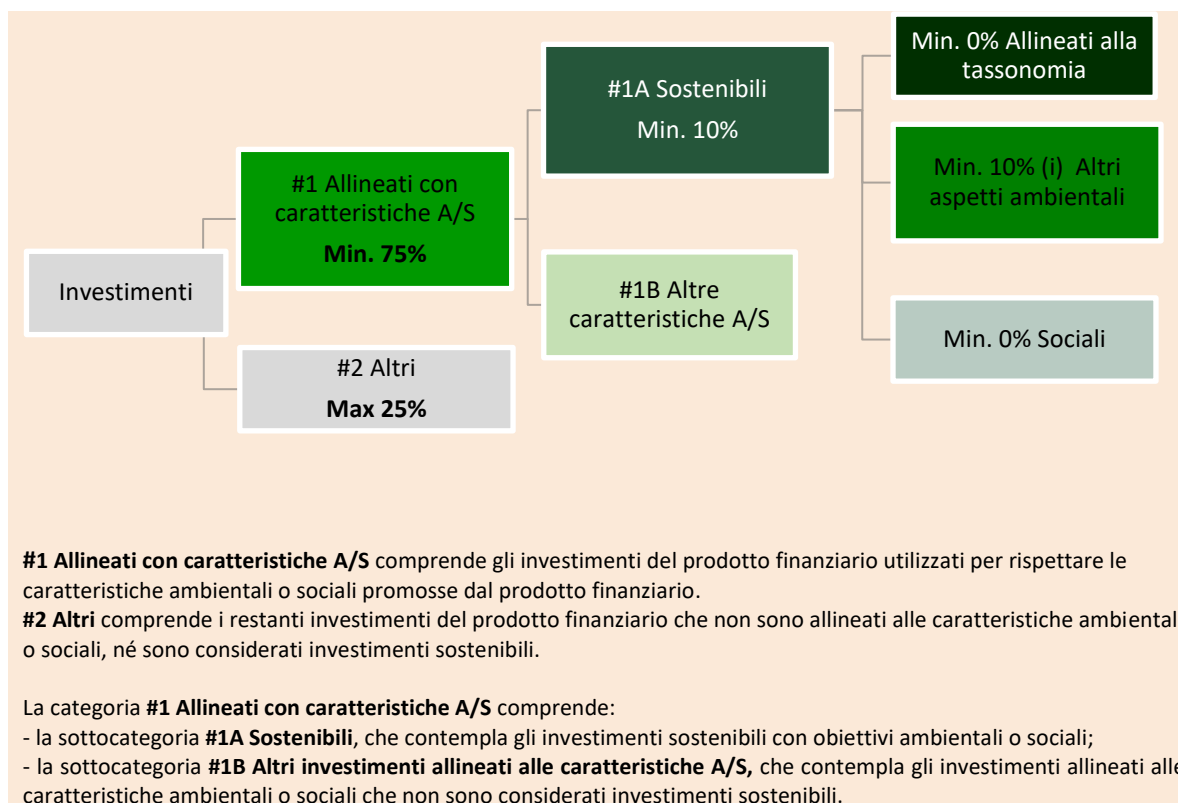 Min. 0% Allineati alla
tassonomia
#1A Sostenibili
Min. 10%
Min. 10% (i) Altri
aspetti ambientali
#1 Allineati con
caratteristiche A/S
Min. 75%
Investimenti
#1B Altre
caratteristiche A/S
Min. 0% Sociali
#2 Altri
Max 25%
#1 Allineati con caratteristiche A/S comprende gli investimenti del prodotto finanziario utilizzati per rispettare le
caratteristiche ambientali o sociali promosse dal prodotto finanziario.
#2 Altri comprende i restanti investimenti del prodotto finanziario che non sono allineati alle caratteristiche ambiental
o sociali, né sono considerati investimenti sostenibili.
La categoria #1 Allineati con caratteristiche A/S comprende:
- la sottocategoria #1A Sostenibili, che contempla gli investimenti sostenibili con obiettivi ambientali o sociali;
- la sottocategoria #1B Altri investimenti allineati alle caratteristiche A/S, che contempla gli investimenti allineati alle
caratteristiche ambientali o sociali che non sono considerati investimenti sostenibili.